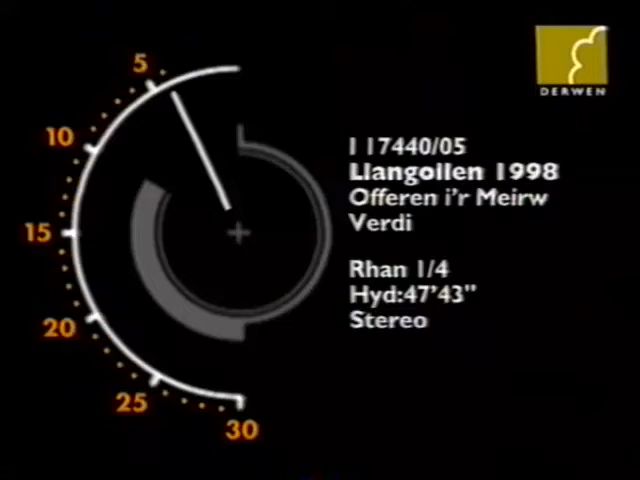 5
10
15
20
25
30
DERWEN
117440/05
Llangollen 1998
Offeren i'r Meirw
Verdi
Rhan 1/4
Hyd:47'43"
Stereo